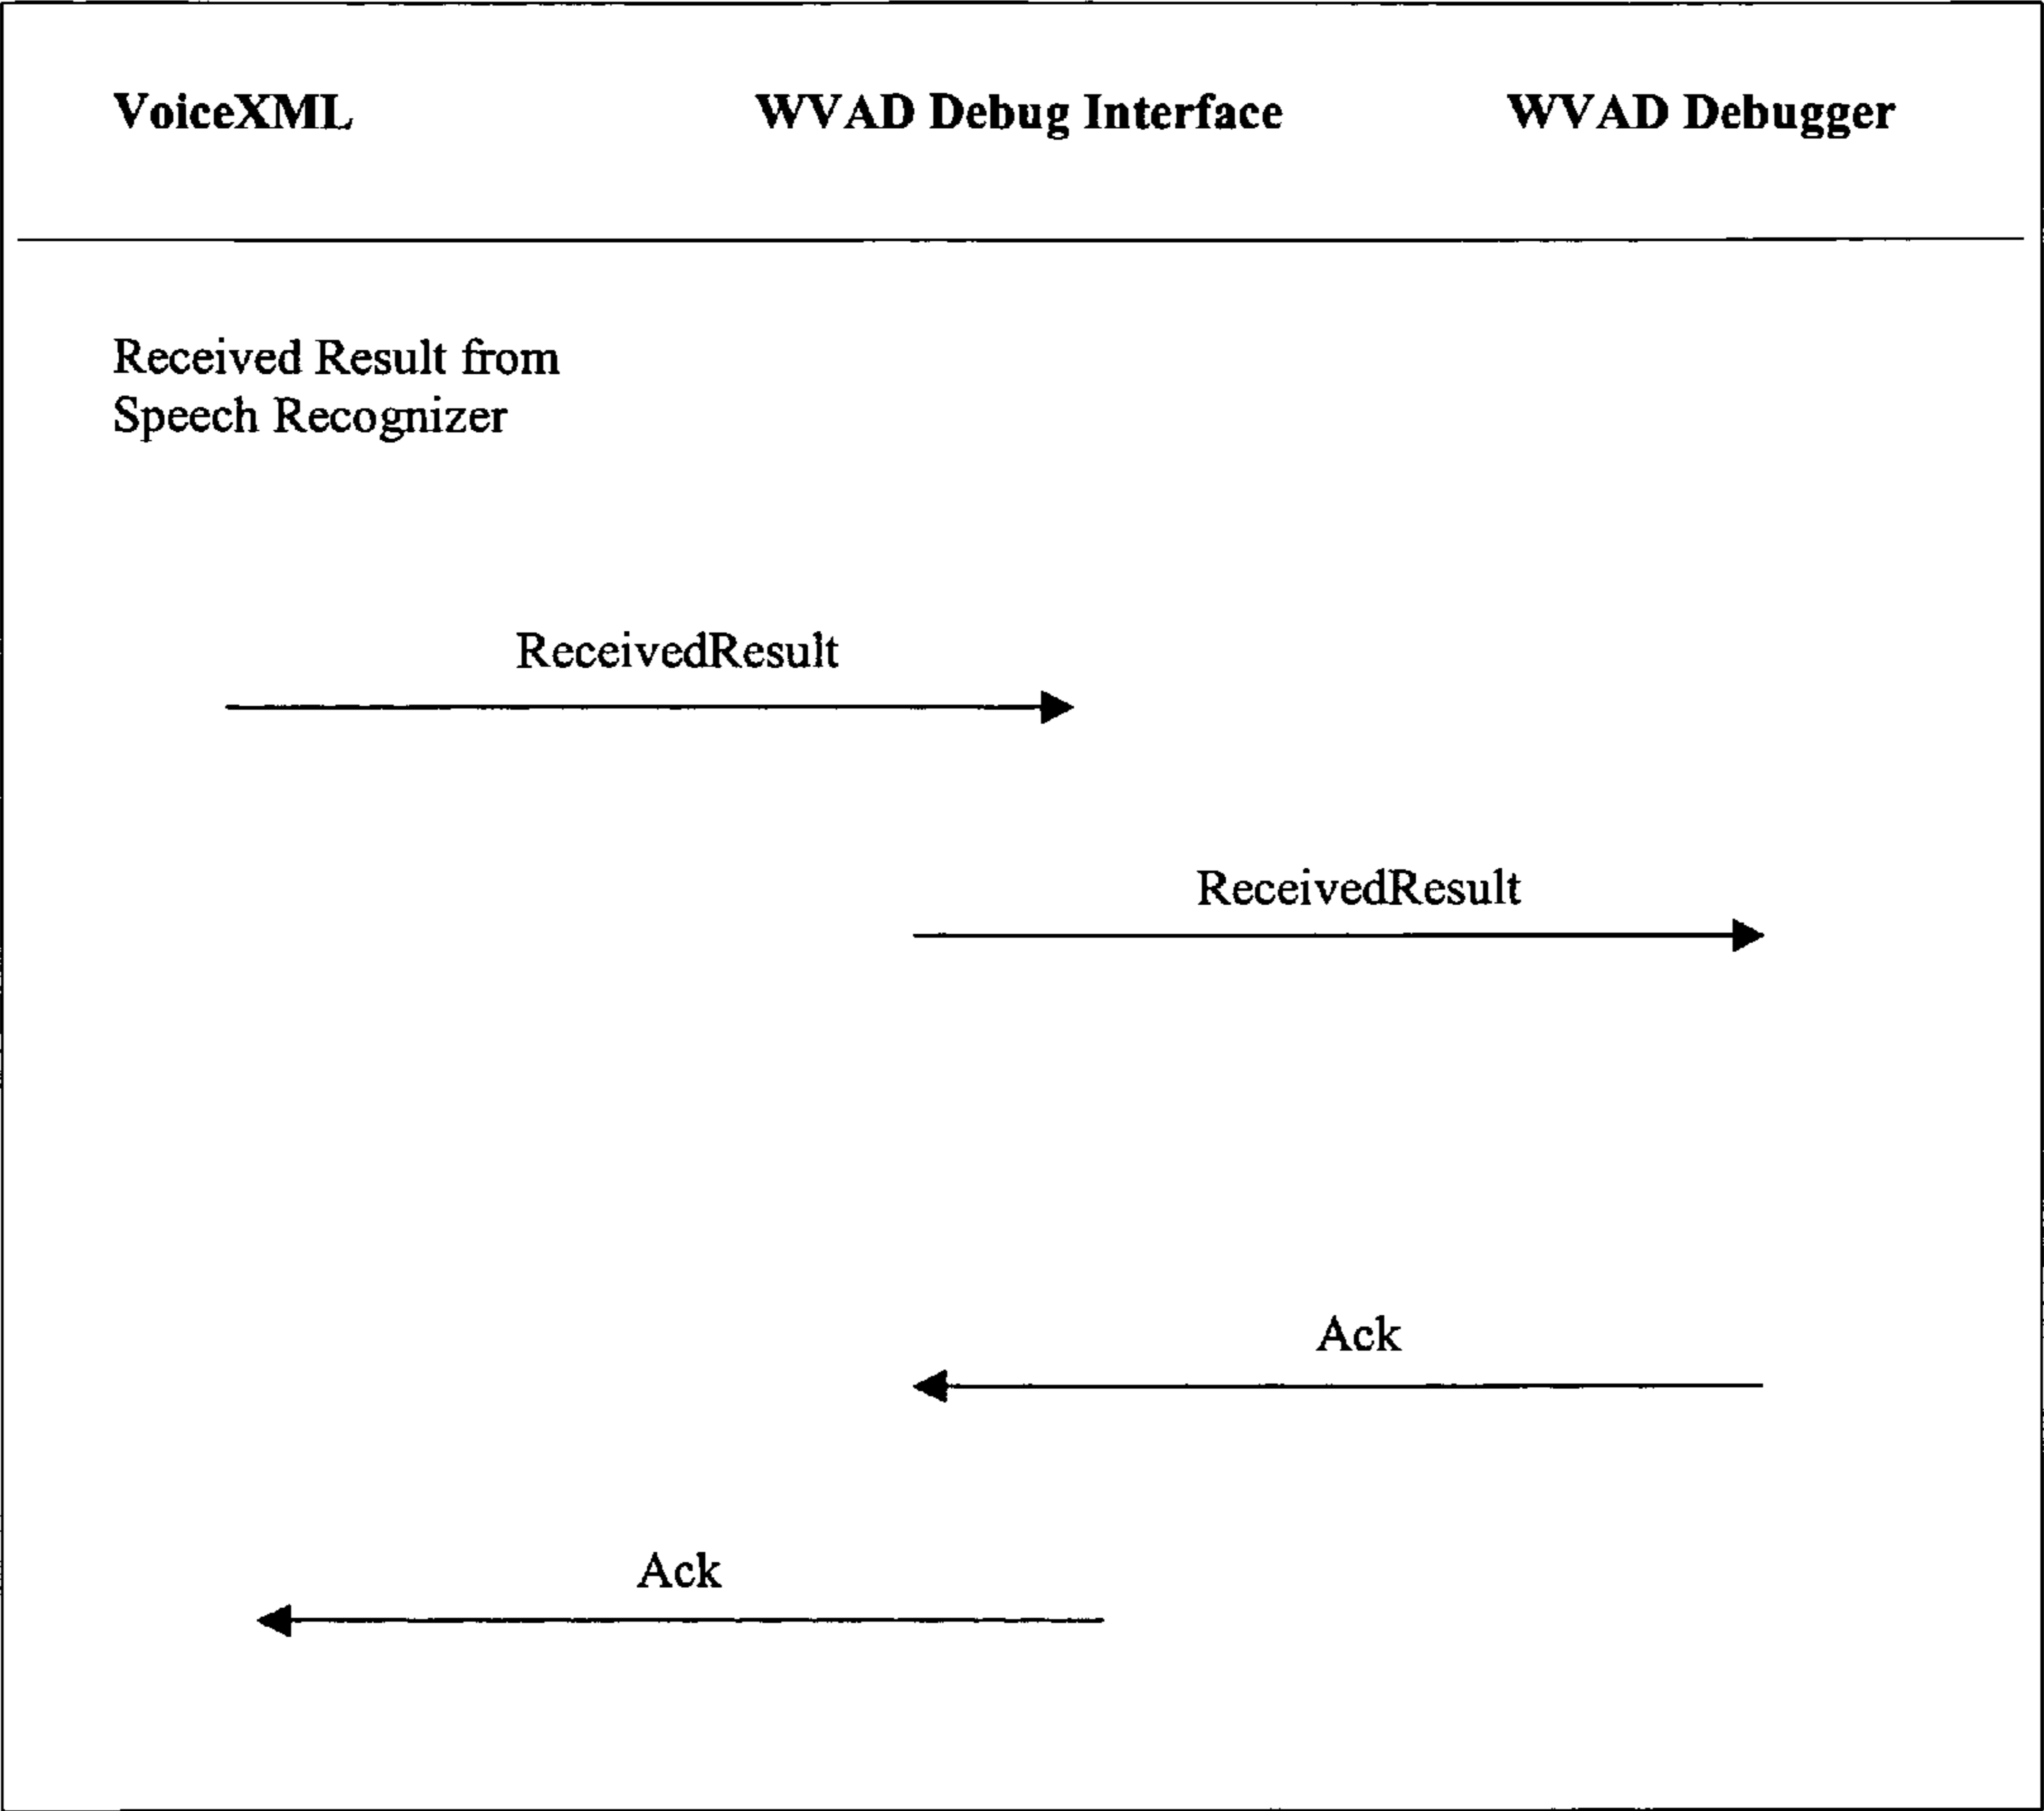 VoiceXML WVAD Debug Interface WVAD Debugger
Received Result from
Speech Recognizer
ReceivedResult
ReceivedResult
Ack
Ack